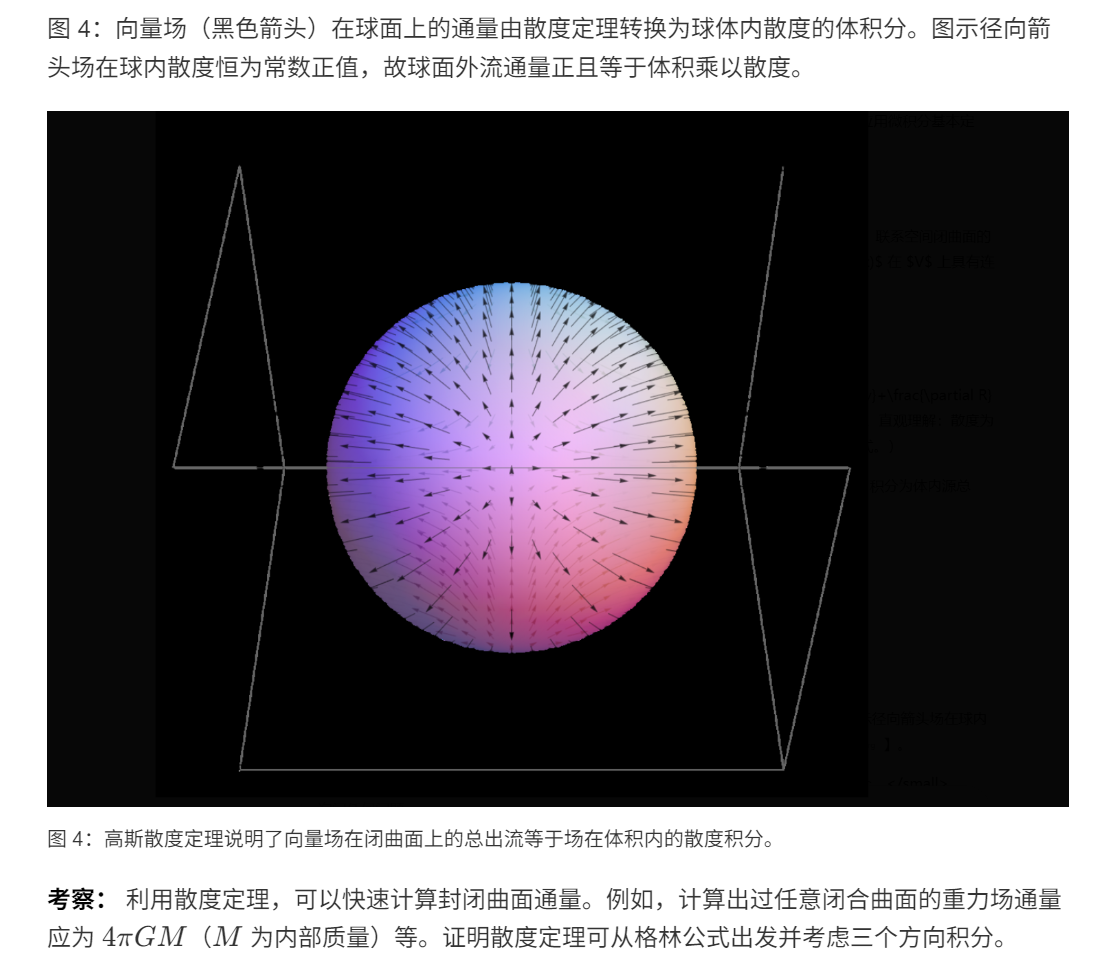 图 4：向量场（黑色箭头）在球面上的通量由散度定理转换为球体内散度的体积分。图示径向箭
头场在球内散度恒为常数正值，故球面外流通量正且等于体积乘以散度。
图 4：高斯散度定理说明了向量场在闭曲面上的总出流等于场在体积内的散度积分。
考察： 利用散度定理，可以快速计算封闭曲面通量。例如，计算出过任意闭合曲面的重力场通量
应为 4πGM（M 为内部质量）等。证明散度定理可从格林公式出发并考虑三个方向积分。